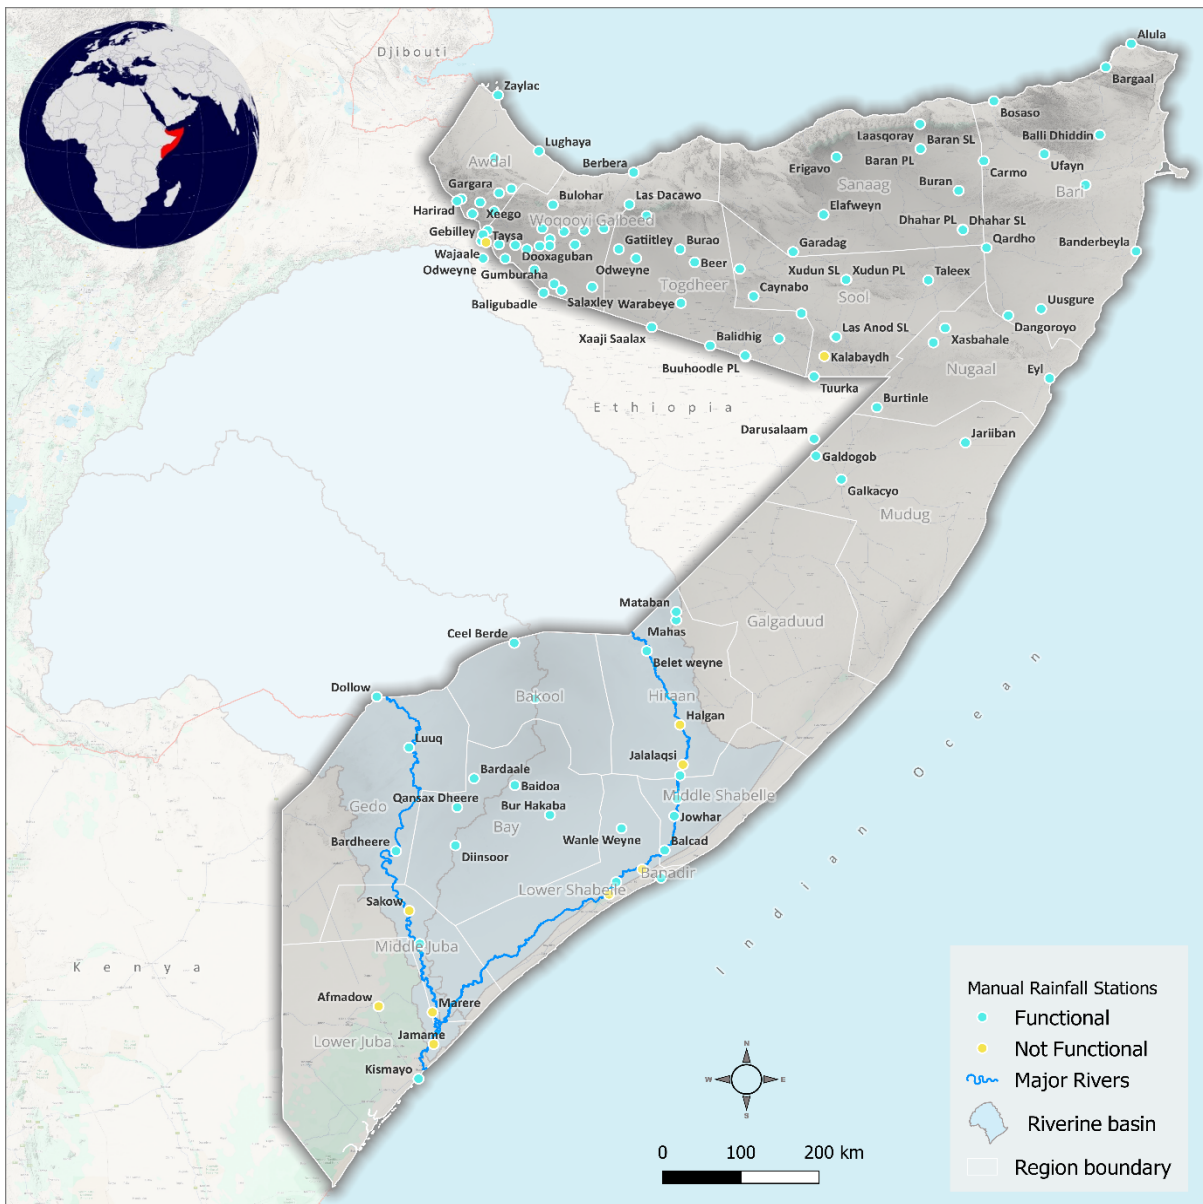 Alula
Djibouti
Bargaal
Zaylac
Bosaso
Laasqoray
Baran SL
Balli Dhiddin
Lughaya
Awdal
Berbera
Baran PL
Ufayn
Erigavo
Carmo
Gargara
Sanaag
Buran
Bari
Bulohar
Las Dacawo
Harirad
Xeego
Woqooyi Galbeed
Elafweyn
Dhahar PL
Dhahar SL
Gebilley
Taysa
Gatiitley
Burao
Garadag
Qardho
Banderbeyla
Wajaale
Dooxaguban
Odweyne
Gumburaha
Odweyne
Beer
Xudun SL
Xudun PL
Taleex
Togdheer
Caynabo
Sool
Baligubadle
Salaxley
Warabeye
Uusgure
Dangoroyo
Xaaji Saalax
Balidhig
Las Anod SL
Xasbahale
Buuhoodle PL
Kalabaydh
Nugaal
Eyl
Tuurka
Ethiopia
Burtinle
Darusalaam
Jariiban
Galdogob
Galkacyo
Mudug
Mataban
Galgaduud
Ceel Berde
Mahas
Belet weyne
Dollow
Bakool
Hiraan
Halgan
Luuq
Jalalaqsi
Bardaale
Baidoa
Qansax Dheere
Gedo
Middle Shabelle
Bur Hakaba
Jowhar
Bay
Bardheere
Wanle Weyne
Balcad
Diinsoor
Banadir
Lower Shabelle
Sakow
Middle Juba
Indian Ocean
Kenya
Afmadow
Marere
Lower Juba
Jamame
Kismayo
N
W
E
S
0 100 200 km
Manual Rainfall Stations
Functional
Not Functional
Major Rivers
Riverine basin
Region boundary